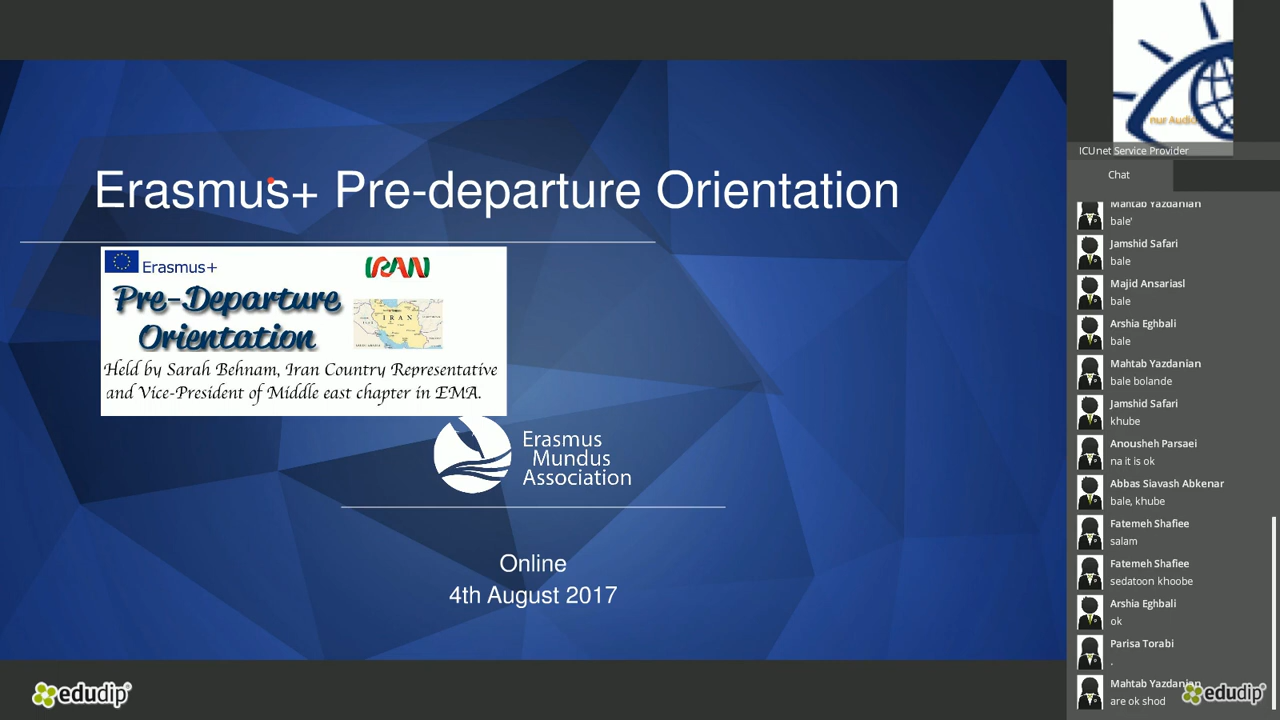 Erasmus+ Pre-departure Orientation
Erasmus+
IRAN
Pre-Departure
Orientation
IRAN
Held by Sarah Behnam, Iran Country Representative
and Vice-President of Middle east chapter in EMA.
Erasmus
Mundus
Association
Online
4th August 2017
edudip
nur Audio
ICUnet Service Provider
Chat
Mahtab Yazdanian
bale'
Jamshid Safari
bale
Majid Ansariasl
bale
Arshia Eghbali
bale
Mahtab Yazdanian
bale bolande
Jamshid Safari
khube
Anousheh Parsaei
na it is ok
Abbas Siavash Abkenar
bale, khube
Fatemeh Shafiee
salam
Fatemeh Shafiee
sedatoon khoobe
Arshia Eghbali
ok
Parisa Torabi
.
Mahtab Yazdanian
are ok shod
edudip